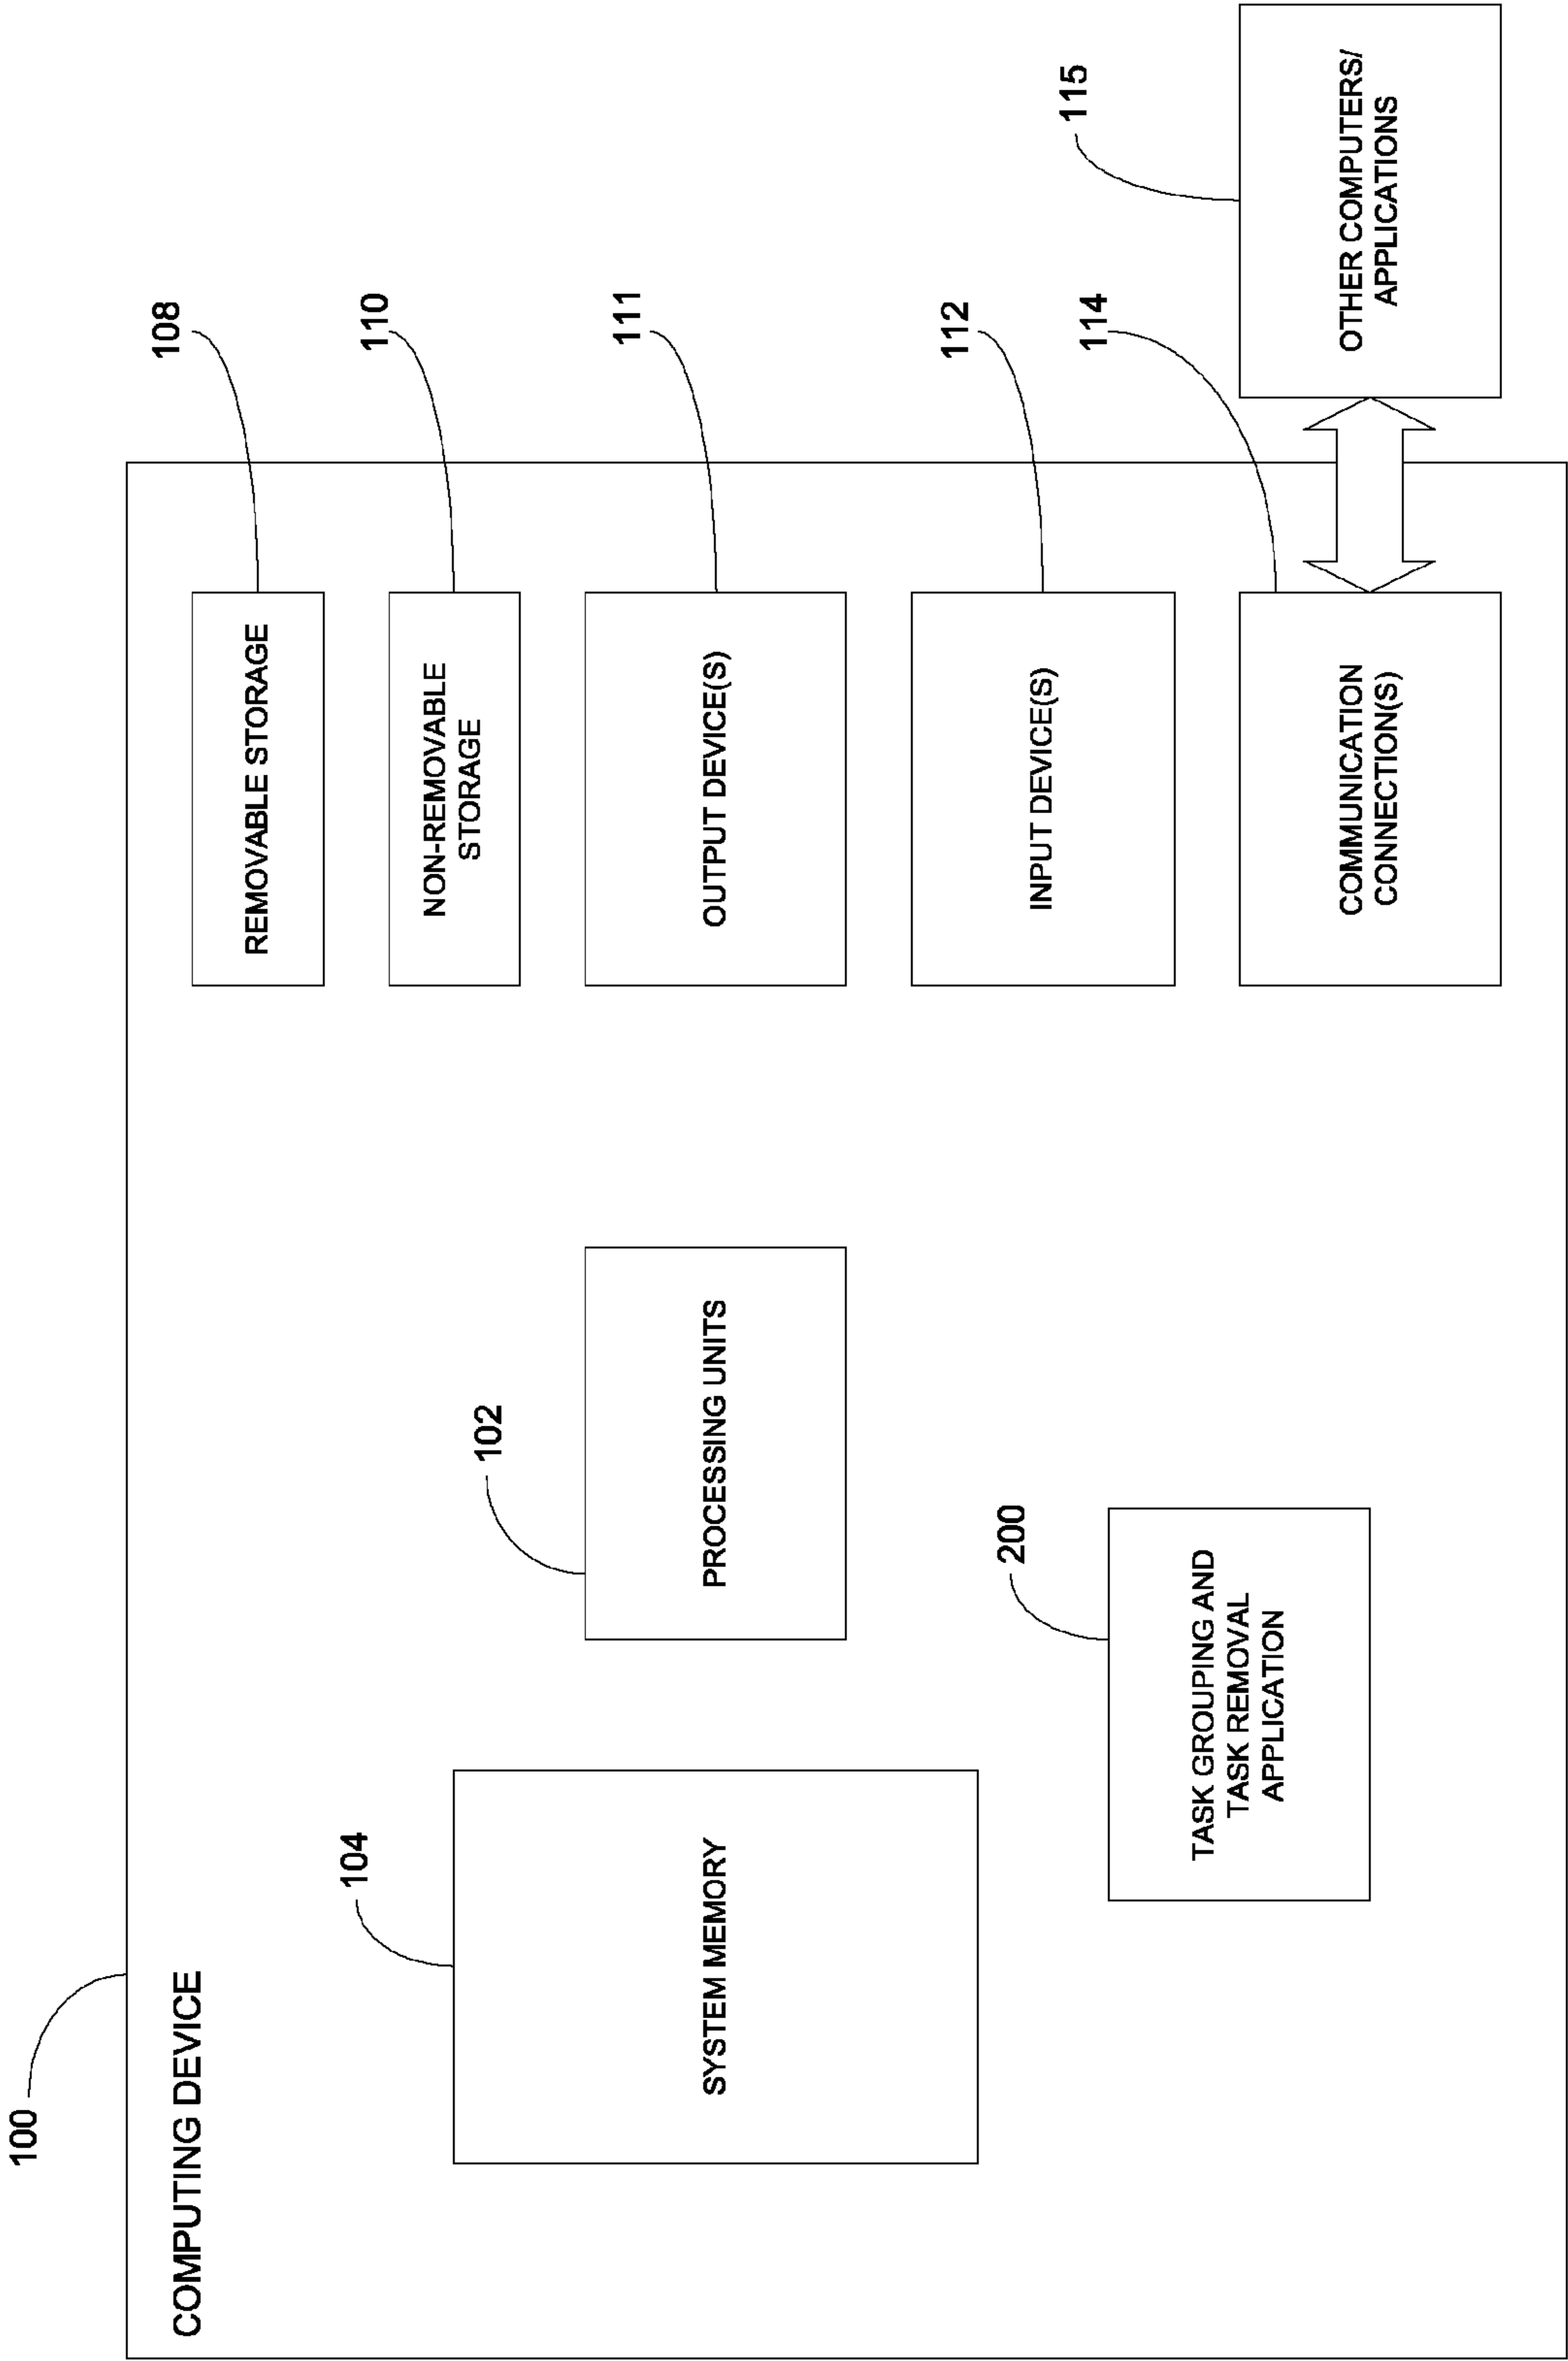 100
COMPUTING DEVICE
104
SYSTEM MEMORY
102
PROCESSING UNITS
200
TASK GROUPING AND
TASK REMOVAL
APPLICATION
108
REMOVABLE STORAGE
110
NON-REMOVABLE
STORAGE
111
OUTPUT DEVICE(S)
112
INPUT DEVICE(S)
114
COMMUNICATION
CONNECTION(S)
115
OTHER COMPUTERS/
APPLICATIONS